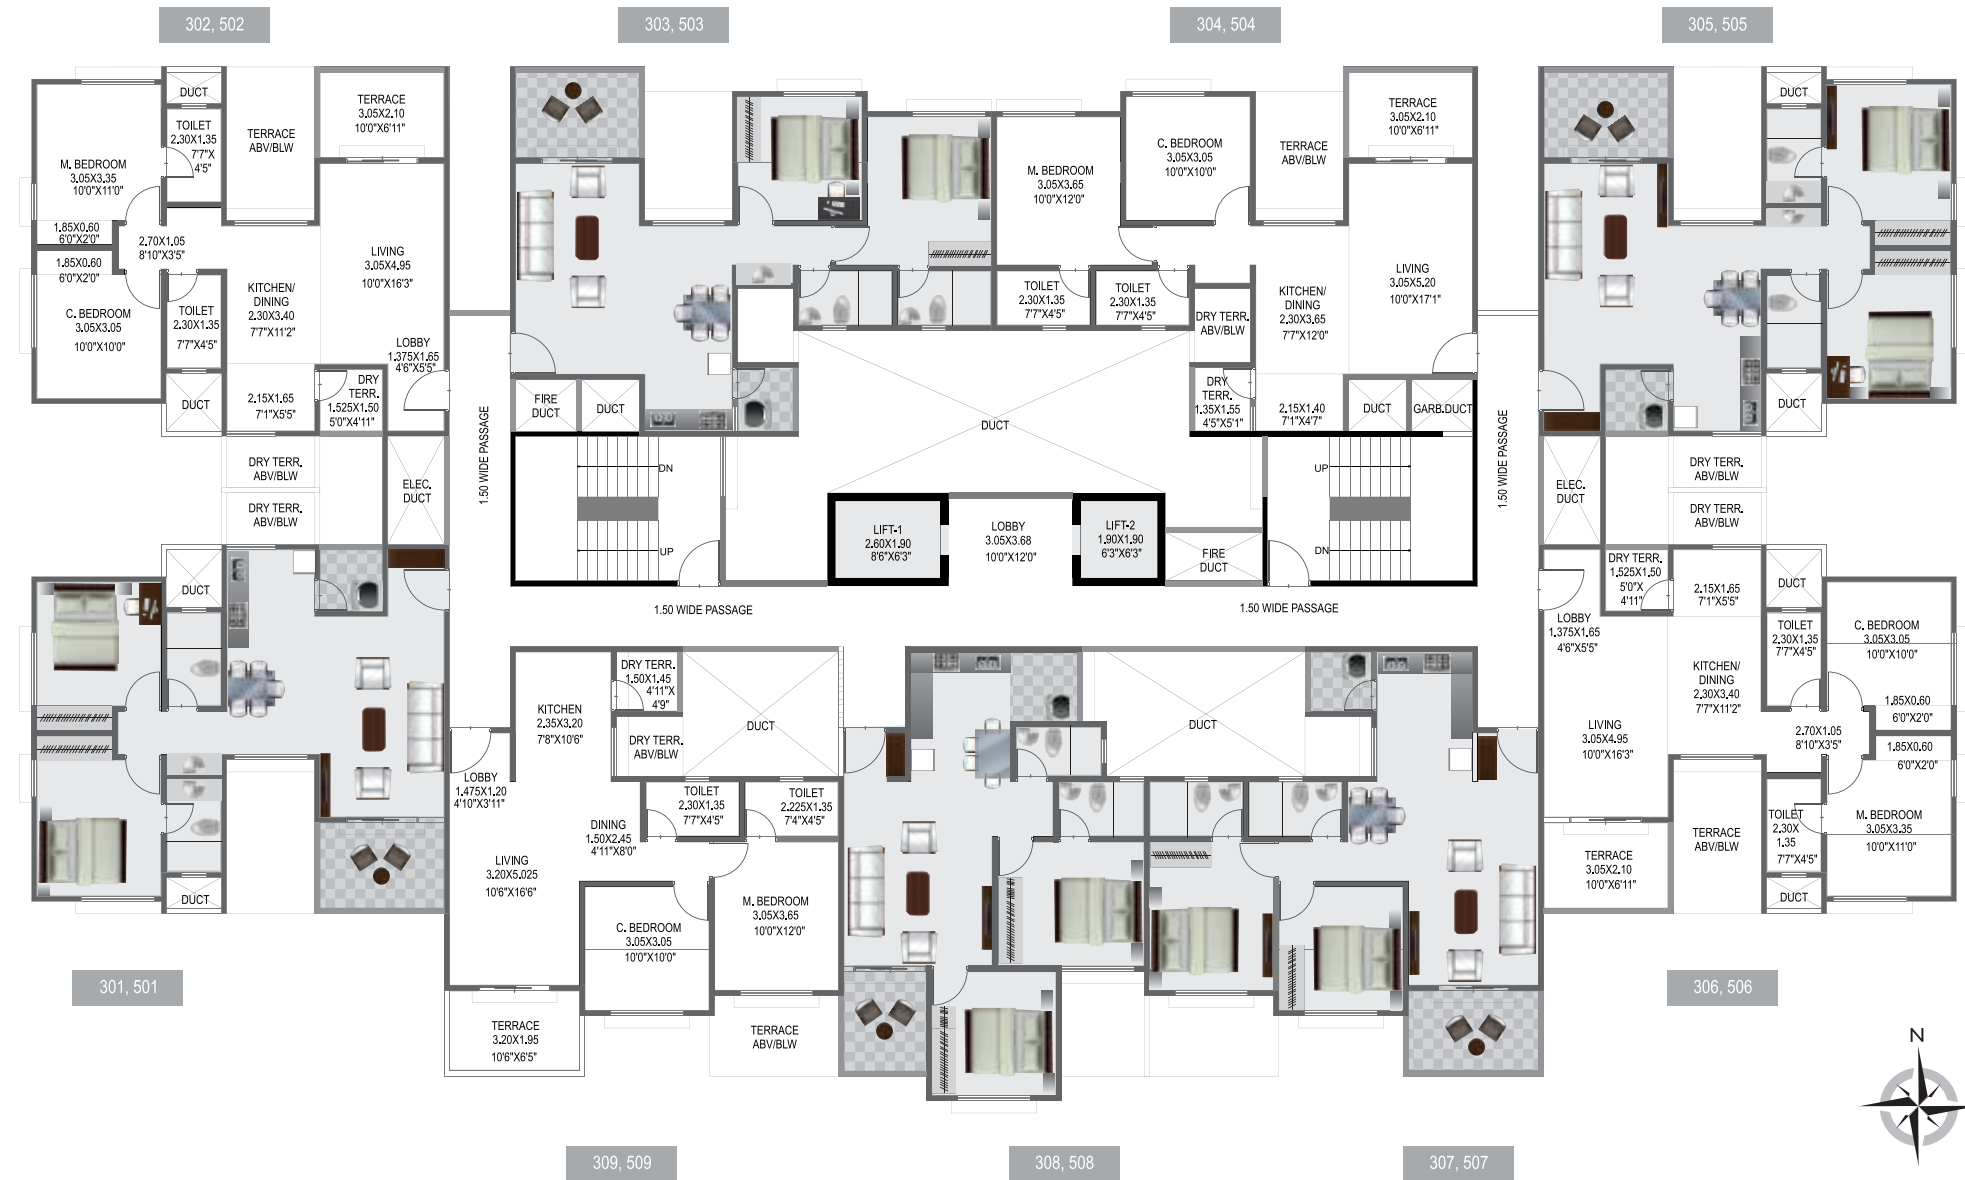 302, 502
303, 503
304, 504
305, 505
DUCT
TERRACE
3.05X2.10
10'0"X6'11"
TOILET
2.30X1.35
7'7"X
4'5"
TERRACE
ABV/BLW
M. BEDROOM
3.05X3.35
10'0"X11'0"
1.85X0.60
6'0"X2'0"
2.70X1.05
8'10"X3'5"
1.85X0.60
6'0"X2'0"
LIVING
3.05X4.95
10'0"X16'3"
KITCHEN/
DINING
2.30X3.40
7'7"X11'2"
C. BEDROOM
3.05X3.05
10'0"X10'0"
TOILET
2.30X1.35
7'7"X4'5"
LOBBY
1.375X1.65
4'6"X5'5"
DUCT
2.15X1.65
7'1"X5'5"
DRY
TERR.
1.525X1.50
5'0"X4'11"
DRY TERR.
ABV/BLW
DRY TERR.
ABV/BLW
ELEC.
DUCT
1.50 WIDE PASSAGE
FIRE
DUCT
DUCT
DN
UP
M. BEDROOM
3.05X3.65
10'0"X12'0"
C. BEDROOM
3.05X3.05
10'0"X10'0"
TERRACE
ABV/BLW
TERRACE
3.05X2.10
10'0"X6'11"
TOILET
2.30X1.35
7'7"X4'5"
TOILET
2.30X1.35
7'7"X4'5"
DRY TERR.
ABV/BLW
KITCHEN/
DINING
2.30X3.65
7'7"X12'0"
LIVING
3.05X5.20
10'0"X17'1"
DRY
TERR.
1.35X1.55
4'5"X5'1"
2.15X1.40
7'1"X4'7"
DUCT
GARB.DUCT
DUCT
UP
DN
LIFT-1
2.60X1.90
8'6"X6'3"
LOBBY
3.05X3.68
10'0"X12'0"
LIFT-2
1.90X1.90
6'3"X6'3"
FIRE
DUCT
1.50 WIDE PASSAGE
DUCT
DUCT
ELEC.
DUCT
DRY TERR.
ABV/BLW
DRY TERR.
ABV/BLW
1.50 WIDE PASSAGE
1.50 WIDE PASSAGE
DUCT
DUCT
301, 501
DRY TERR.
1.525X1.50
5'0"X
4'11"
2.15X1.65
7'1"X5'5"
DUCT
LOBBY
1.375X1.65
4'6"X5'5"
TOILET
2.30X1.35
7'7"X4'5"
C. BEDROOM
3.05X3.05
10'0"X10'0"
KITCHEN/
DINING
2.30X3.40
7'7"X11'2"
1.85X0.60
6'0"X2'0"
LIVING
3.05X4.95
10'0"X16'3"
2.70X1.05
8'10"X3'5"
1.85X0.60
6'0"X2'0"
TERRACE
ABV/BLW
TOILET
2.30X
1.35
7'7"X4'5"
M. BEDROOM
3.05X3.35
10'0"X11'0"
TERRACE
3.05X2.10
10'0"X6'11"
DUCT
306, 506
DRY TERR.
1.50X1.45
4'11"X
4'9"
KITCHEN
2.35X3.20
7'8"X10'6"
DRY TERR.
ABV/BLW
DUCT
LOBBY
1.475X1.20
4'10"X3'11"
TOILET
2.30X1.35
7'7"X4'5"
TOILET
2.225X1.35
7'4"X4'5"
DINING
1.50X2.45
4'11"X8'0"
LIVING
3.20X5.025
10'6"X16'6"
C. BEDROOM
3.05X3.05
10'0"X10'0"
M. BEDROOM
3.05X3.65
10'0"X12'0"
TERRACE
3.20X1.95
10'6"X6'5"
TERRACE
ABV/BLW
DUCT
N
309, 509
308, 508
307, 507